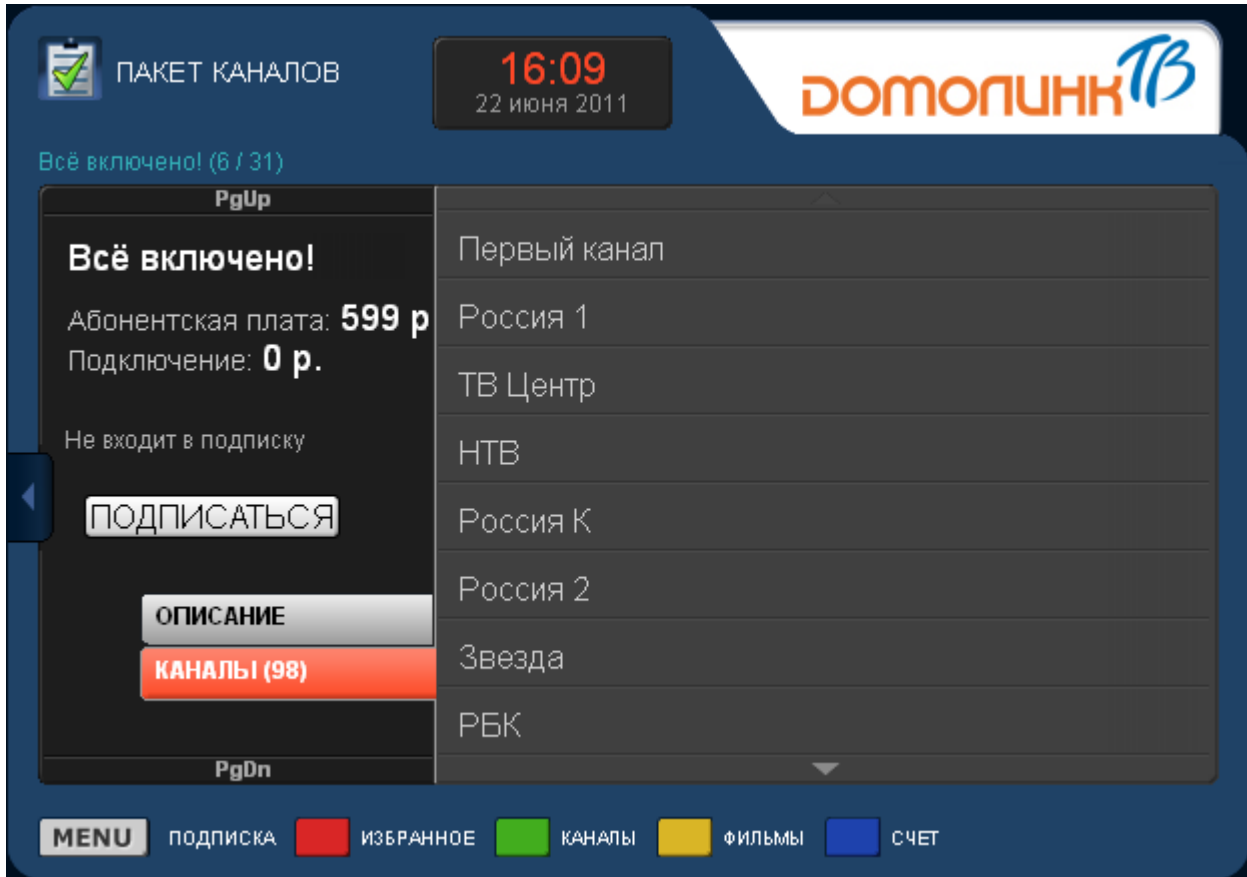 ПАКЕТ КАНАЛОВ
16:09
22 июня 2011
Домолинк ТВ
Всё включено! (6 / 31)
PgUp
Всё включено!
Абонентская плата: 599 р
Подключение: 0 р.
Не входит в подписку
ПОДПИСАТЬСЯ
ОПИСАНИЕ
КАНАЛЫ (98)
PgDn
Первый канал
Россия 1
ТВ Центр
НТВ
Россия К
Россия 2
Звезда
РБК
MENU ПОДПИСКА ИЗБРАННОЕ КАНАЛЫ ФИЛЬМЫ СЧЕТ